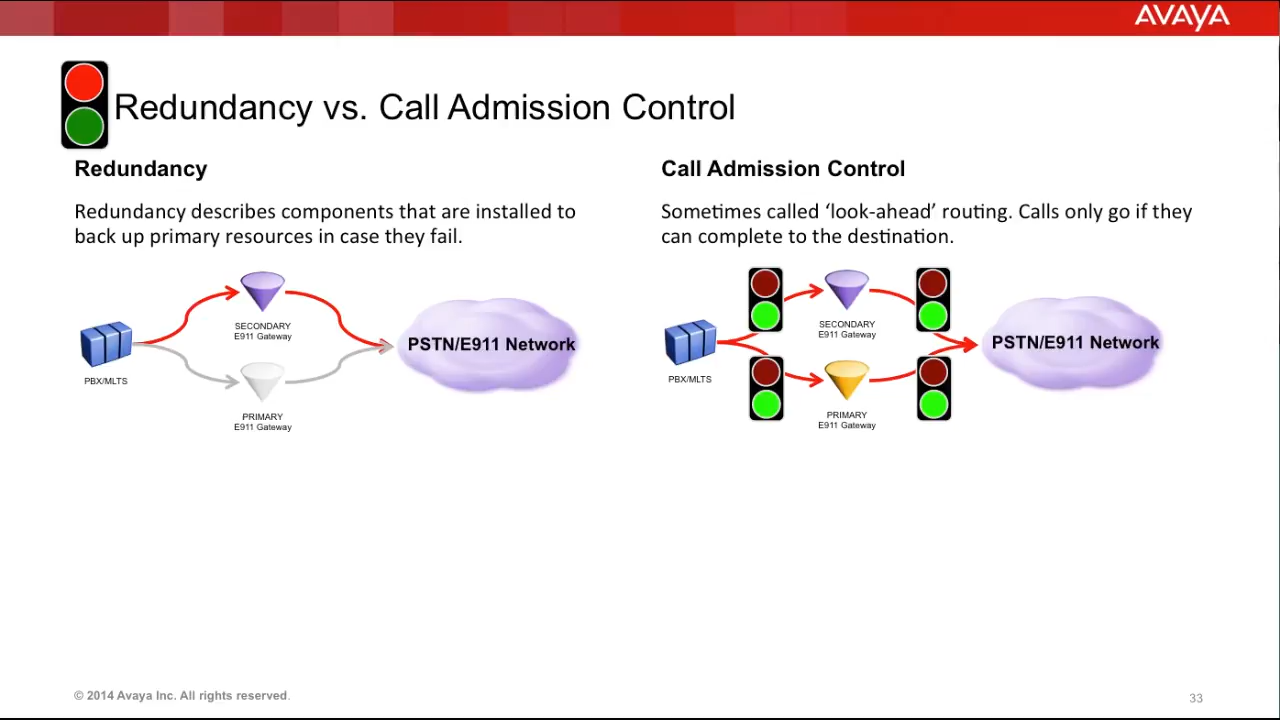 AVAYA
Redundancy vs. Call Admission Control
Redundancy
Redundancy describes components that are installed to
back up primary resources in case they fail.
SECONDARY
E911 Gateway
PSTN/E911 Network
PBX/MLTS
PRIMARY
E911 Gateway
Call Admission Control
Sometimes called ‘look-ahead’ routing. Calls only go if they
can complete to the destination.
SECONDARY
E911 Gateway
PSTN/E911 Network
PBX/MLTS
PRIMARY
E911 Gateway
© 2014 Avaya Inc. All rights reserved.
33